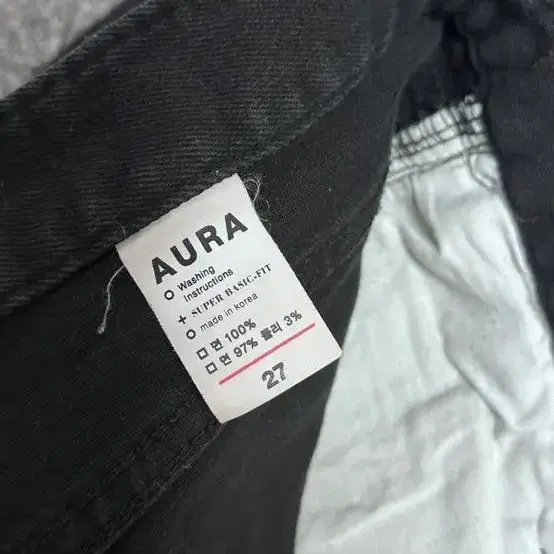 AURA
Washing
Instructions
+ SUPER BASIC-FIT
made in korea
면 100%
면 97% 폴리 3%
27